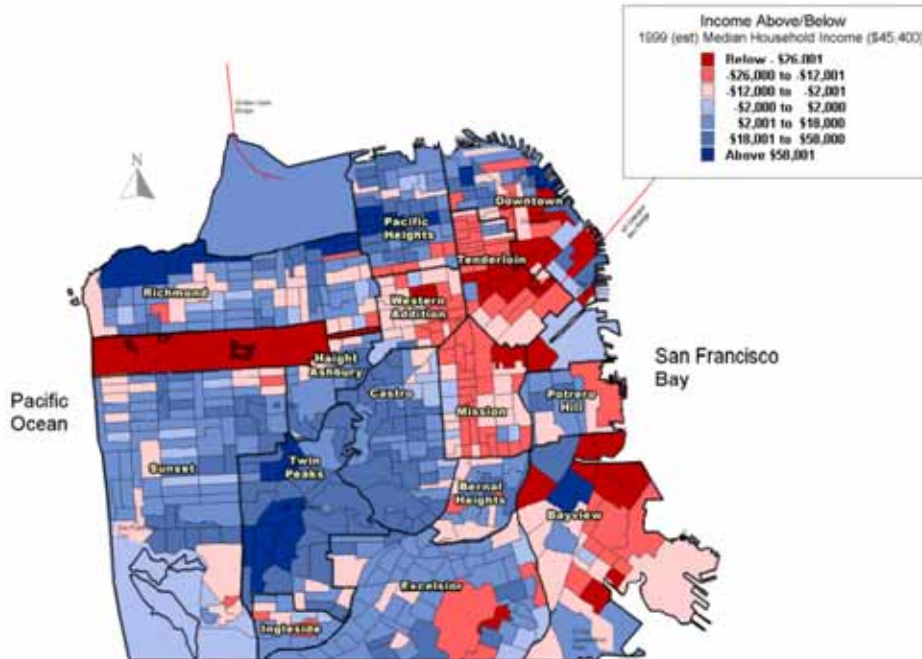 Income Above/Below
1999 (est) Median Household Income ($45,400)
Below - $26,001
-$26,000 to -$12,001
-$12,000 to -$2,001
-$2,000 to $2,000
$2,001 to $18,000
$18,001 to $58,000
Above $58,001
Golden Gate
Bridge
N
Downtown
Pacific
Heights
Tenderloin
Richmond
Western
Addition
San Francisco
Bay
Haight
Ashbury
Castro
Potrero
Hill
Pacific
Ocean
Mission
Sunset
Twin
Peaks
Bernal
Heights
Bayview
Excelsior
Ingleside